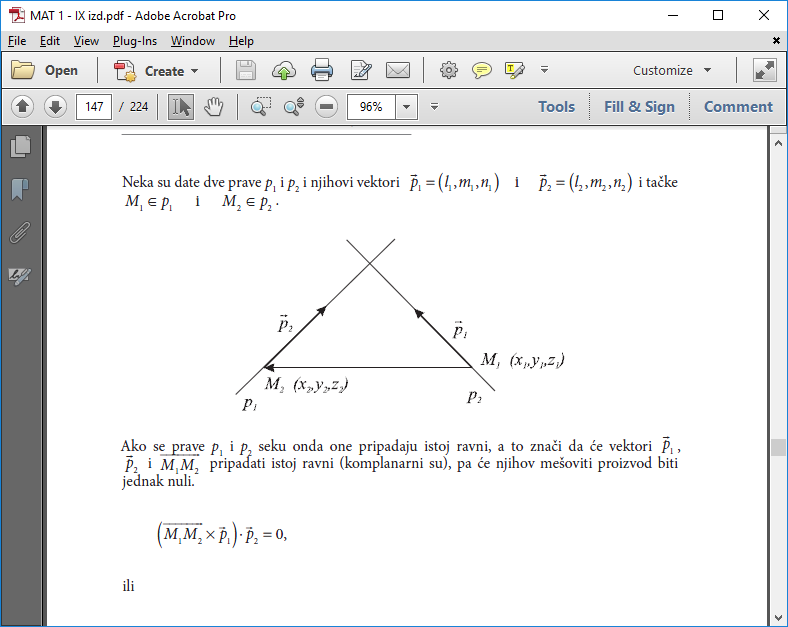 MAT 1 - IX izd.pdf - Adobe Acrobat Pro
File Edit View Plug-Ins Window Help
Open Create Customize
147 / 224 96% Tools Fill & Sign Comment
Neka su date dve prave p₁ i p₂ i njihovi vektori p⃗₁ = (l₁,m₁,n₁) i p⃗₂ = (l₂,m₂,n₂) i tačke
M₁ ∈ p₁ i M₂ ∈ p₂ .
p⃗₂
p⃗₁
M₁ (x₁,y₁,z₁)
M₂ (x₂,y₂,z₂)
p₁
p₂
Ako se prave p₁ i p₂ seku onda one pripadaju istoj ravni, a to znači da će vektori p⃗₁ ,
p⃗₂ i M₁M₂ pripadati istoj ravni (komplanarni su), pa će njihov mešoviti proizvod biti
jednak nuli.
(M₁M₂ × p⃗₁) · p⃗₂ = 0,
ili